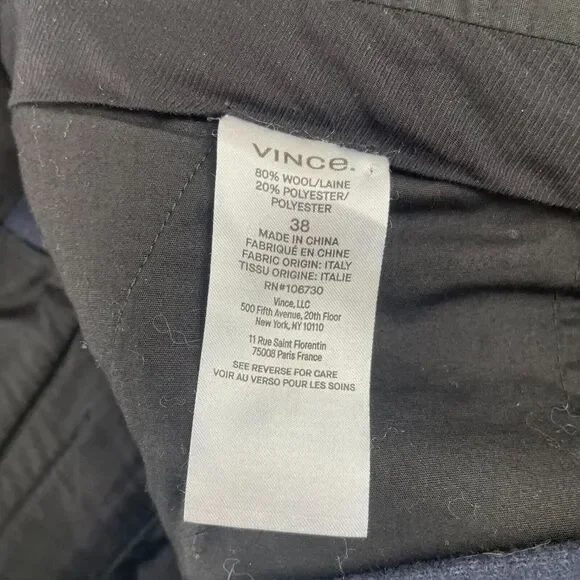 VINCe.
80% WOOL/LAINE
20% POLYESTER/
POLYESTER
38
MADE IN CHINA
FABRIQUÉ EN CHINE
FABRIC ORIGIN: ITALY
TISSU ORIGINE: ITALIE
RN#106730
Vince, LLC
500 Fifth Avenue, 20th Floor
New York, NY 10110
11 Rue Saint Florentin
75008 Paris France
SEE REVERSE FOR CARE
VOIR AU VERSO POUR LES SOINS